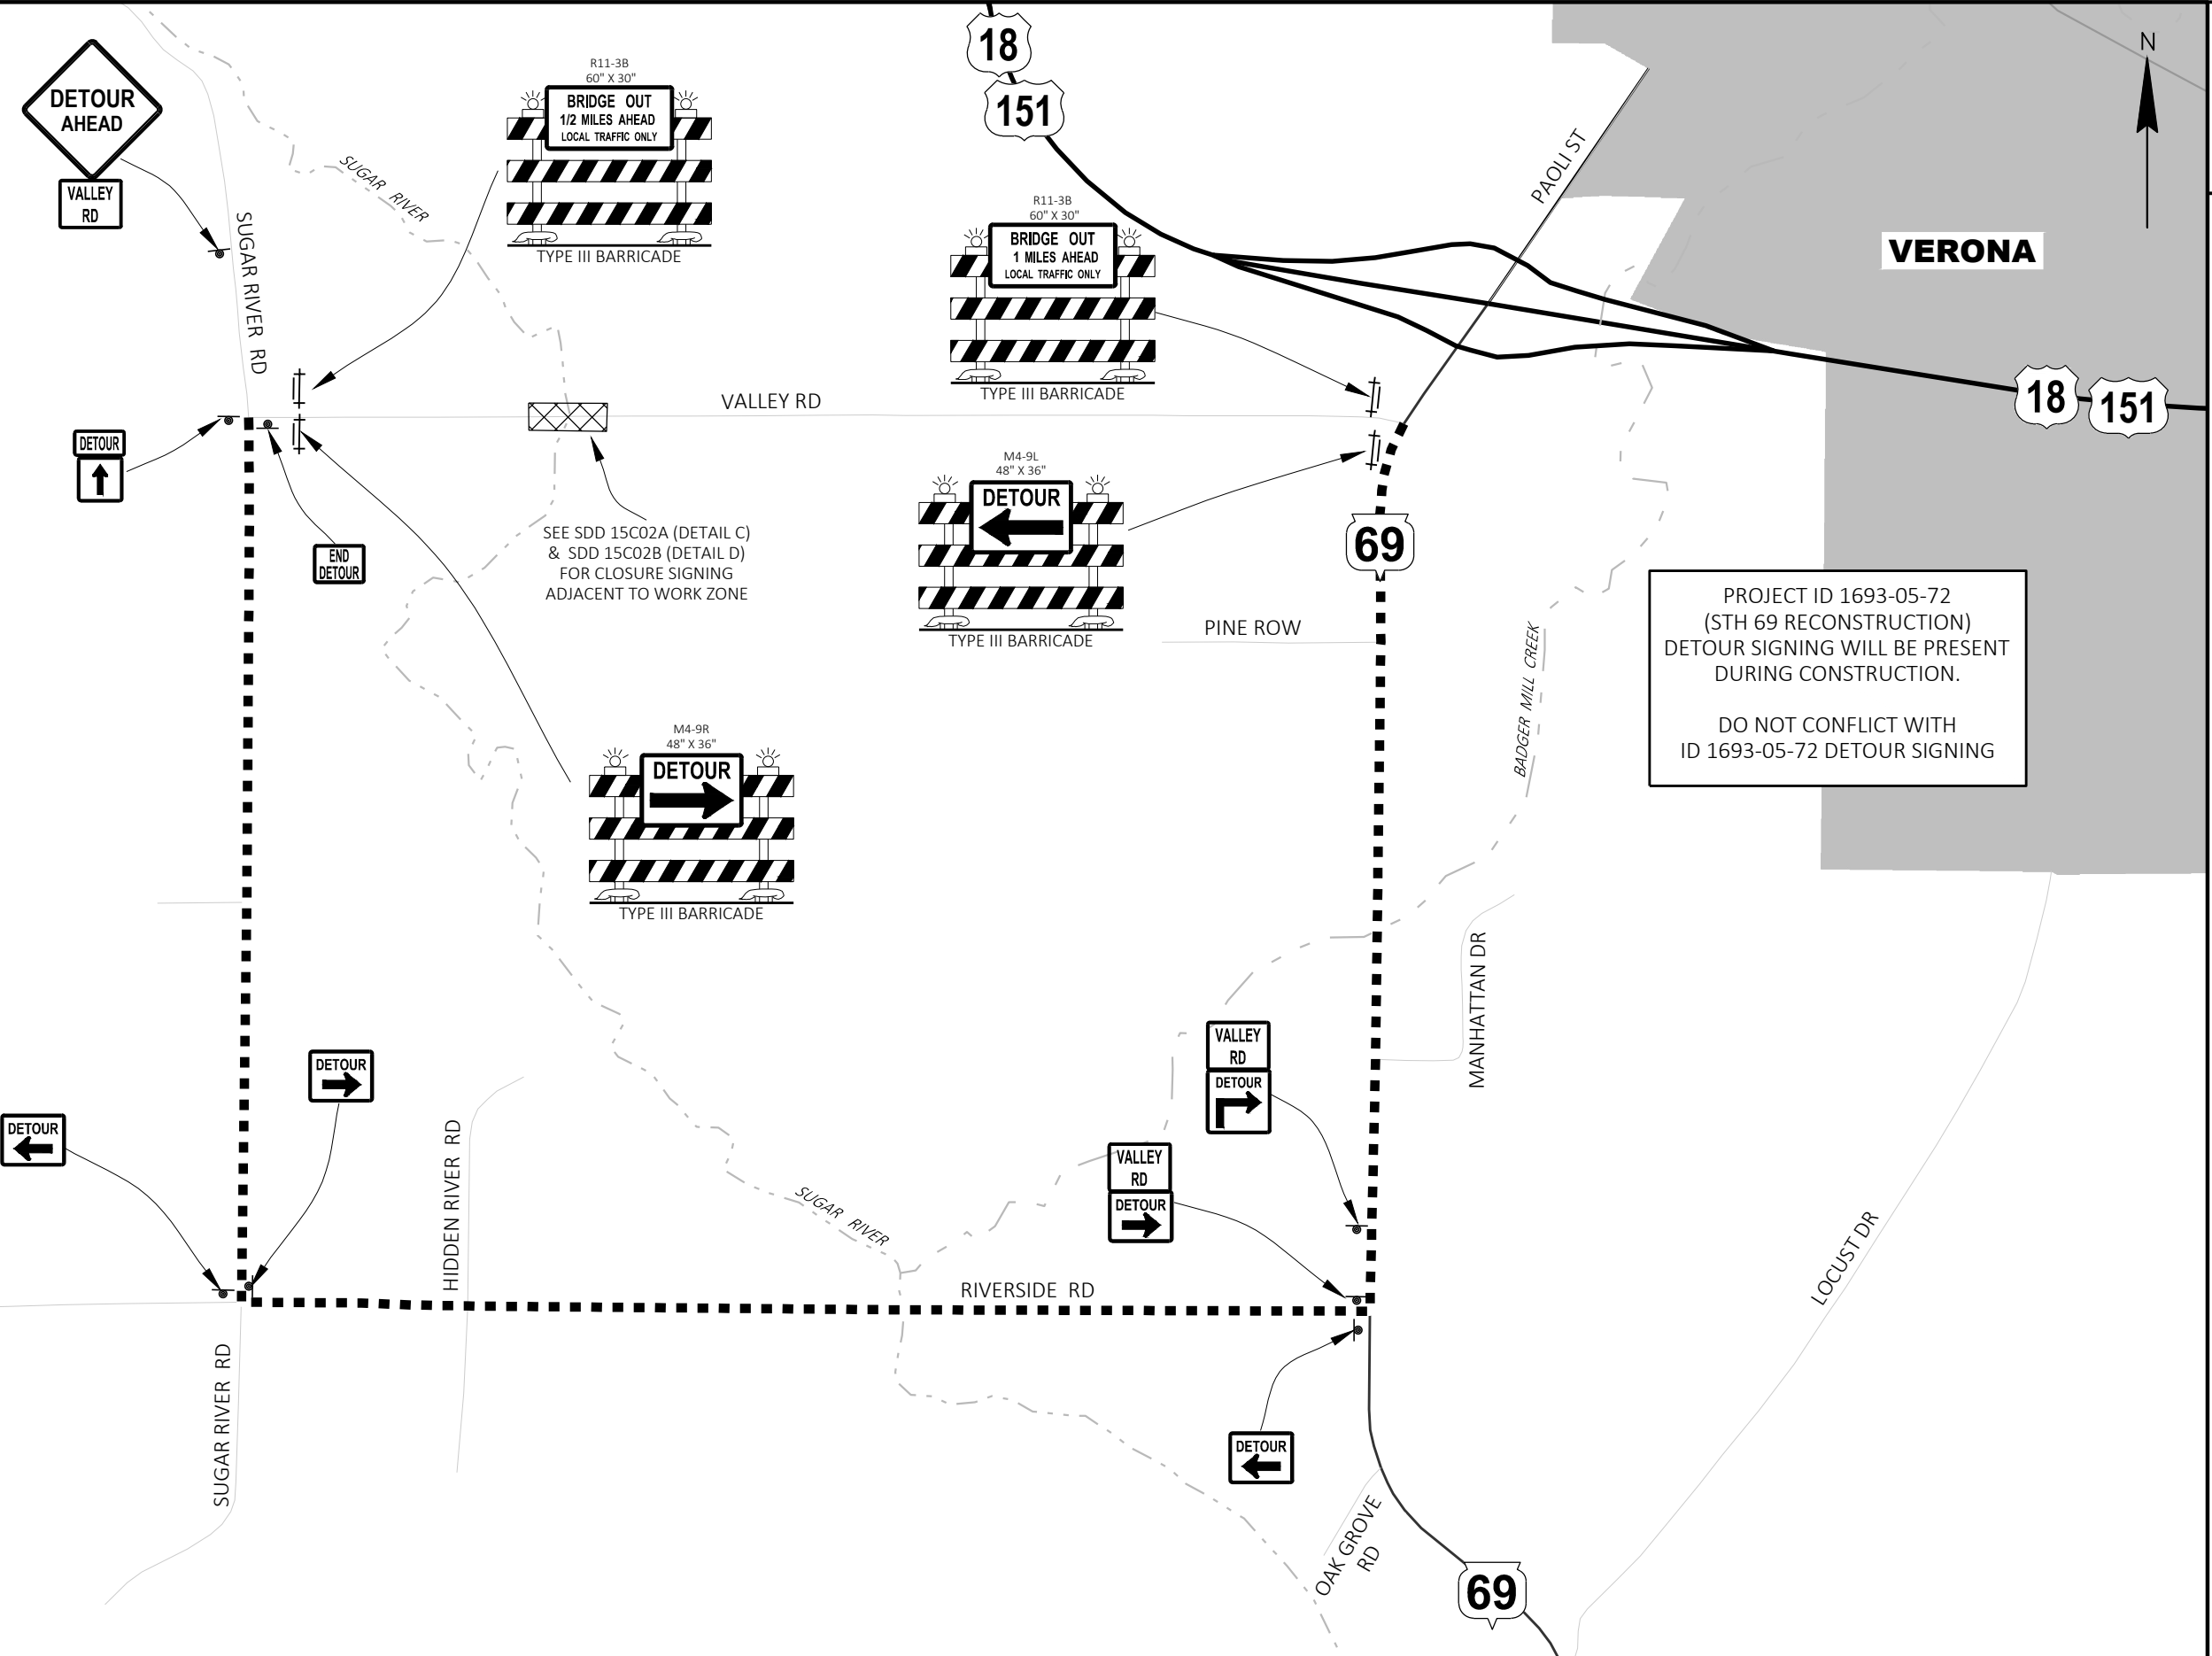 DETOUR
AHEAD
VALLEY
RD
SUGAR RIVER RD
SUGAR RIVER
R11-3B
60" X 30"
BRIDGE OUT
1/2 MILES AHEAD
LOCAL TRAFFIC ONLY
TYPE III BARRICADE
18
151
R11-3B
60" X 30"
BRIDGE OUT
1 MILES AHEAD
LOCAL TRAFFIC ONLY
TYPE III BARRICADE
PAOLI ST
N
VERONA
18
151
VALLEY RD
DETOUR
END
DETOUR
SEE SDD 15C02A (DETAIL C)
& SDD 15C02B (DETAIL D)
FOR CLOSURE SIGNING
ADJACENT TO WORK ZONE
M4-9L
48" X 36"
DETOUR
TYPE III BARRICADE
69
PINE ROW
BADGER MILL CREEK
PROJECT ID 1693-05-72
(STH 69 RECONSTRUCTION)
DETOUR SIGNING WILL BE PRESENT
DURING CONSTRUCTION.
DO NOT CONFLICT WITH
ID 1693-05-72 DETOUR SIGNING
M4-9R
48" X 36"
DETOUR
TYPE III BARRICADE
MANHATTAN DR
DETOUR
DETOUR
HIDDEN RIVER RD
VALLEY
RD
DETOUR
VALLEY
RD
DETOUR
SUGAR RIVER
RIVERSIDE RD
LOCUST DR
SUGAR RIVER RD
DETOUR
OAK GROVE
RD
69